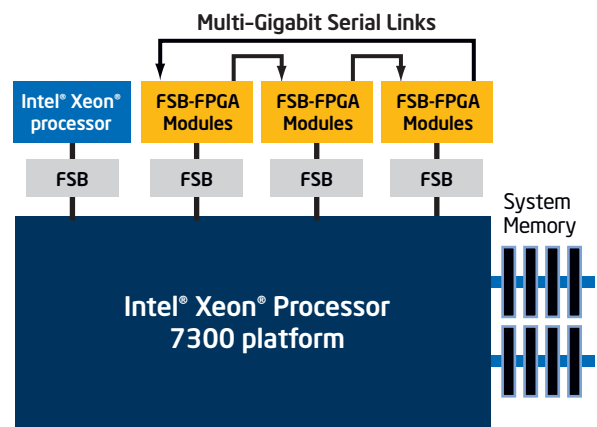 Multi-Gigabit Serial Links
Intel® Xeon®
processor
FSB-FPGA
Modules
FSB-FPGA
Modules
FSB-FPGA
Modules
FSB
FSB
FSB
FSB
System
Memory
Intel® Xeon® Processor
7300 platform